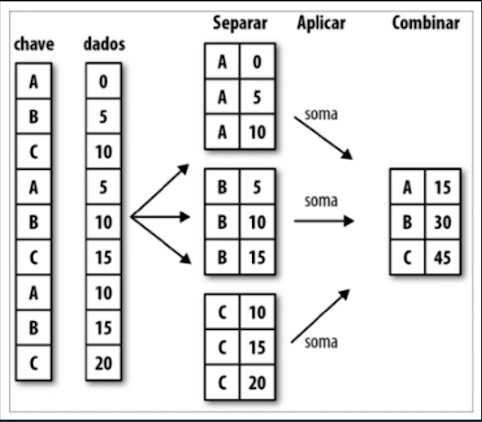 Separar Aplicar Combinar
chave dados
A 0
B 5
C 10
A 5
B 10
C 15
A 10
B 15
C 20
A 0
A 5
A 10
B 5
B 10
B 15
C 10
C 15
C 20
soma
soma
soma
A 15
B 30
C 45